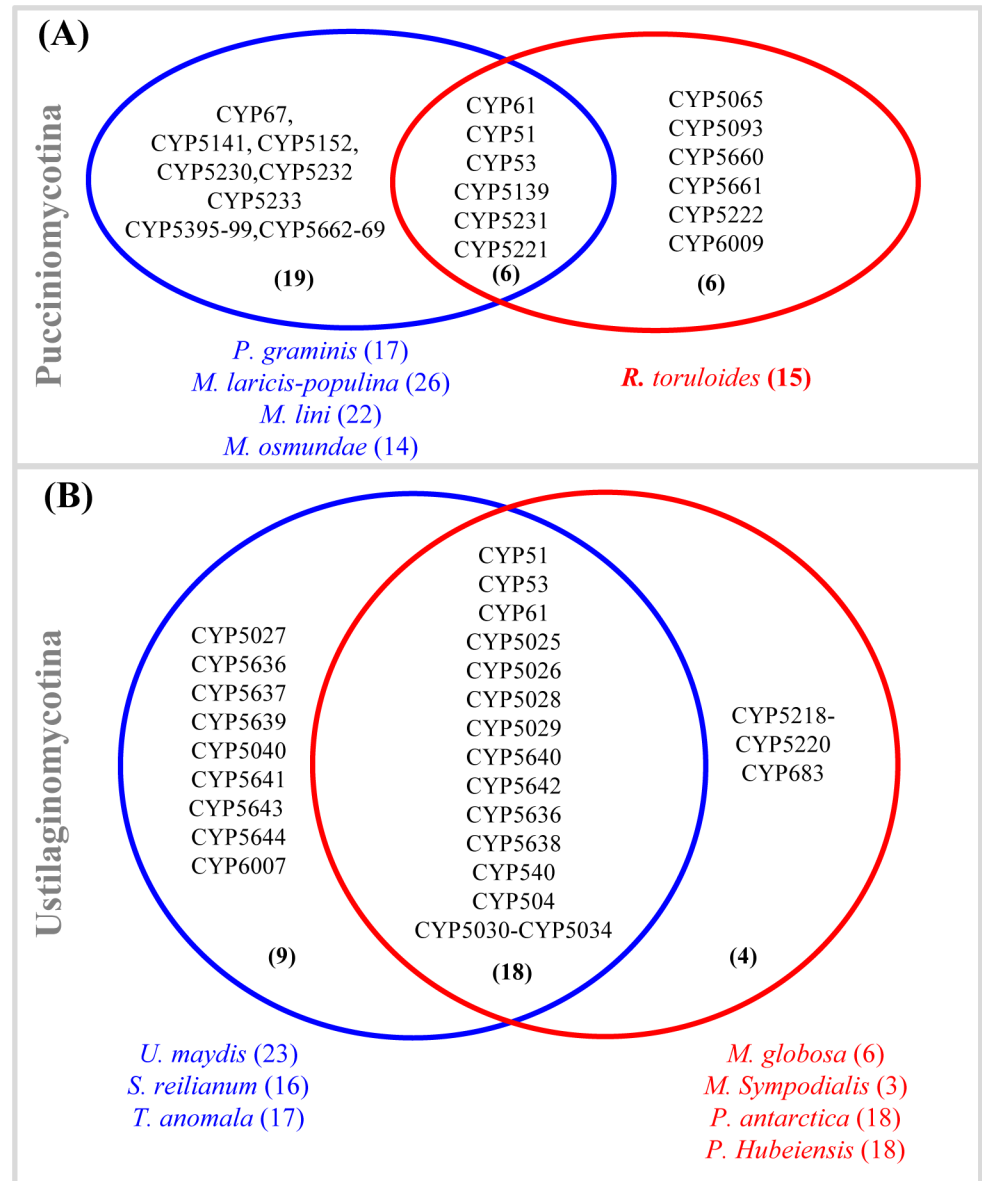 (A)
Pucciniomycotina
CYP67,
CYP5141, CYP5152,
CYP5230,CYP5232
CYP5233
CYP5395-99,CYP5662-69
(19)
CYP61
CYP51
CYP53
CYP5139
CYP5231
CYP5221
(6)
CYP5065
CYP5093
CYP5660
CYP5661
CYP5222
CYP6009
(6)
P. graminis (17)
M. laricis-populina (26)
M. lini (22)
M. osmundae (14)
R. toruloides (15)
(B)
Ustilaginomycotina
CYP5027
CYP5636
CYP5637
CYP5639
CYP5040
CYP5641
CYP5643
CYP5644
CYP6007
(9)
CYP51
CYP53
CYP61
CYP5025
CYP5026
CYP5028
CYP5029
CYP5640
CYP5642
CYP5636
CYP5638
CYP540
CYP504
CYP5030-CYP5034
(18)
CYP5218-
CYP5220
CYP683
(4)
U. maydis (23)
S. reilianum (16)
T. anomala (17)
M. globosa (6)
M. Sympodialis (3)
P. antarctica (18)
P. Hubeiensis (18)